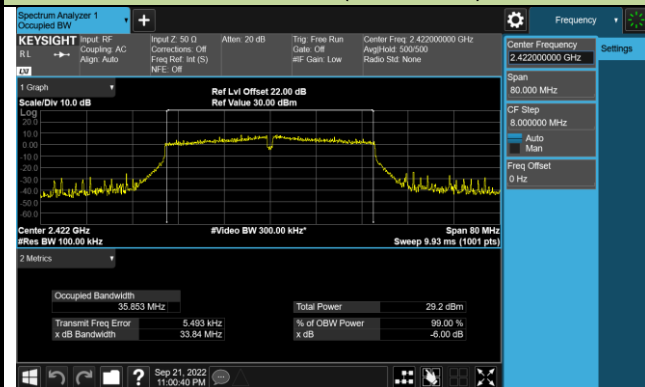 Spectrum Analyzer 1
Occupied BW
Frequency
KEYSIGHT
RL
Input: RF
Coupling: AC
Align: Auto
Input Z: 50 Ω
Corrections: Off
Freq Ref: Int (S)
NFE: Off
Atten: 20 dB
Trig: Free Run
Gate: Off
#IF Gain: Low
Center Freq: 2.422000000 GHz
Avg|Hold: 500/500
Radio Std: None
Center Frequency
2.422000000 GHz
Settings
Span
80.000 MHz
CF Step
8.000000 MHz
Auto
Man
Freq Offset
0 Hz
1 Graph
Scale/Div 10.0 dB
Ref Lvl Offset 22.00 dB
Ref Value 30.00 dBm
Log
20.0
10.0
0.00
-10.0
-20.0
-30.0
-40.0
-50.0
-60.0
Center 2.422 GHz
#Res BW 100.00 kHz
#Video BW 300.00 kHz*
Span 80 MHz
Sweep 9.93 ms (1001 pts)
2 Metrics
Occupied Bandwidth
35.853 MHz
Total Power 29.2 dBm
Transmit Freq Error 5.493 kHz
% of OBW Power 99.00 %
x dB Bandwidth 33.84 MHz
x dB -6.00 dB
?
Sep 21, 2022
11:00:40 PM